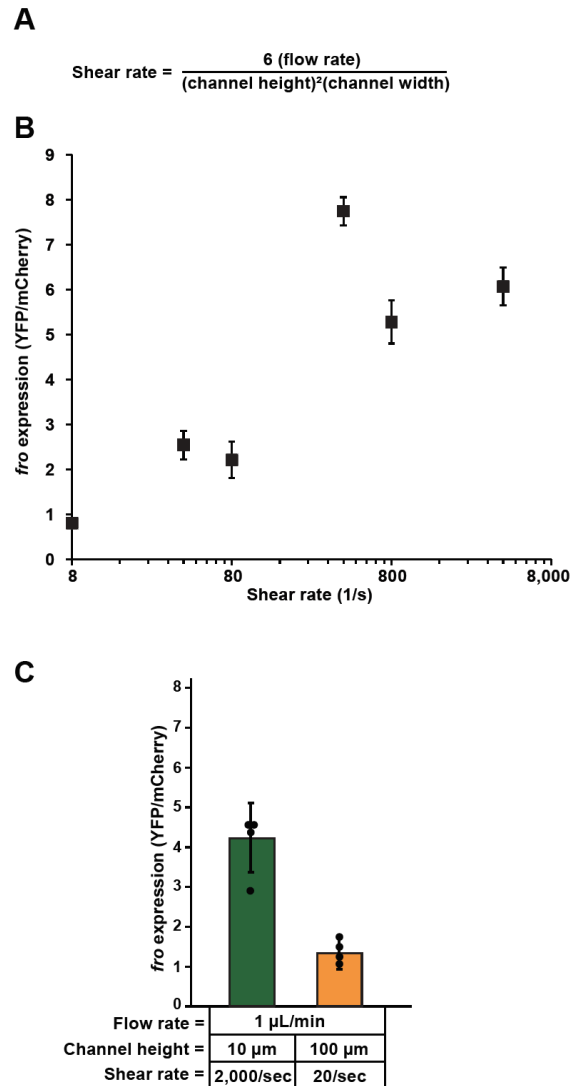 A
Shear rate = 6 (flow rate)
(channel height)²(channel width)
B
fro expression (YFP/mCherry)
9
8
7
6
5
4
3
2
1
0
8 80 800 8,000
Shear rate (1/s)
C
fro expression (YFP/mCherry)
8
7
6
5
4
3
2
1
0
Flow rate = 1 µL/min
Channel height = 10 µm 100 µm
Shear rate = 2,000/sec 20/sec